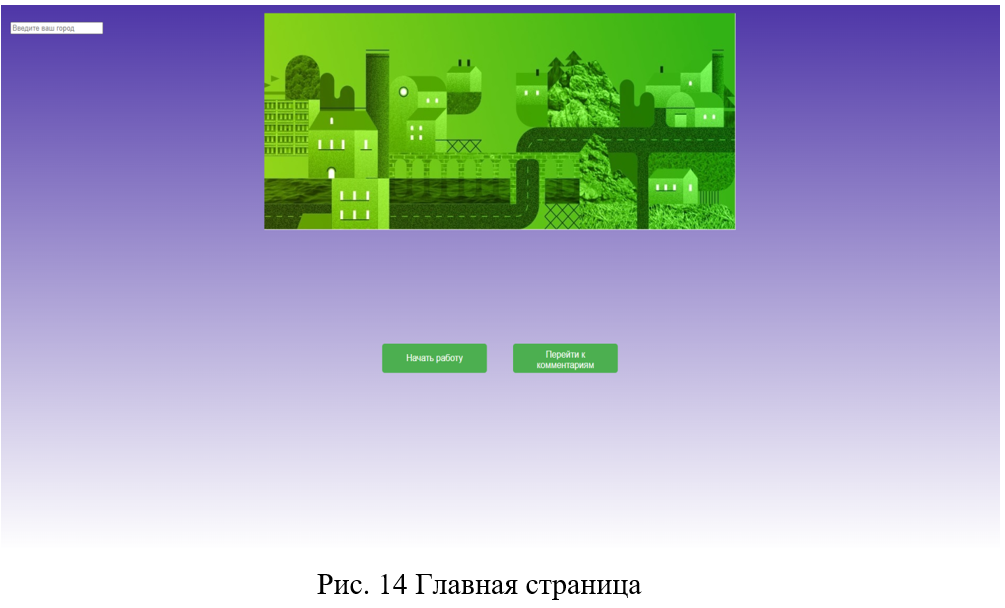 Введите ваш город
Начать работу
Перейти к
комментариям
Рис. 14 Главная страница